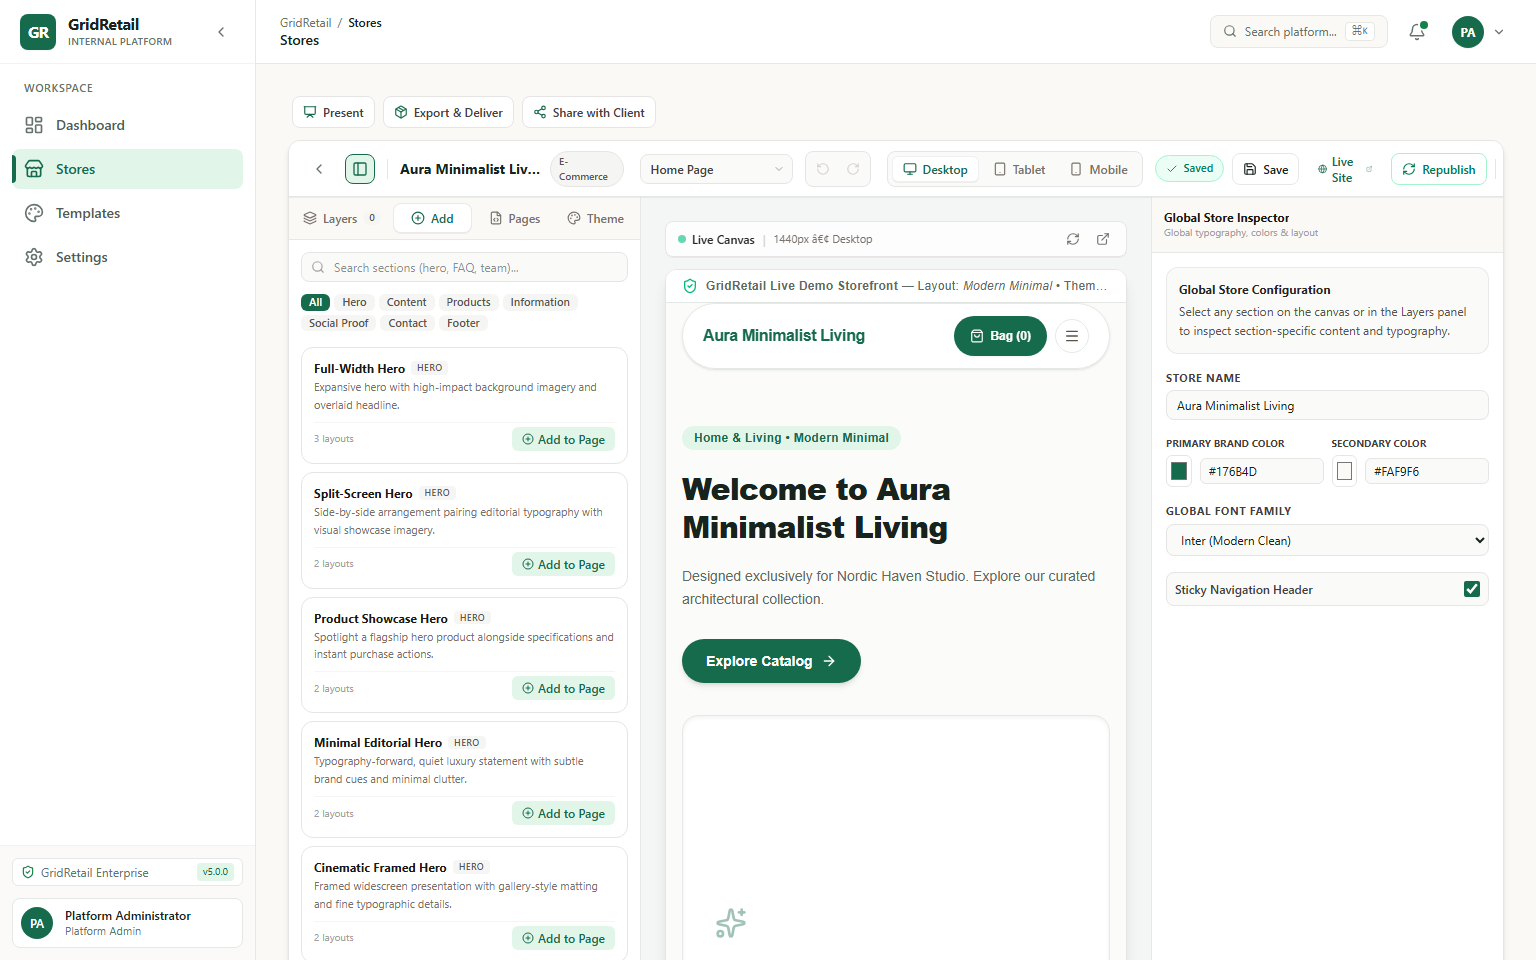 GR
GridRetail
INTERNAL PLATFORM
WORKSPACE
Dashboard
Stores
Templates
Settings
GridRetail Enterprise
v5.0.0
PA
Platform Administrator
Platform Admin
GridRetail / Stores
Stores
Search platform...
⌘K
PA
Present
Export & Deliver
Share with Client
Aura Minimalist Liv...
E-
Commerce
Home Page
Desktop
Tablet
Mobile
Saved
Save
Live
Site
Republish
Layers 0
Add
Pages
Theme
Search sections (hero, FAQ, team)...
All
Hero
Content
Products
Information
Social Proof
Contact
Footer
Full-Width Hero HERO
Expansive hero with high-impact background imagery and
overlaid headline.
3 layouts
Add to Page
Split-Screen Hero HERO
Side-by-side arrangement pairing editorial typography with
visual showcase imagery.
2 layouts
Add to Page
Product Showcase Hero HERO
Spotlight a flagship hero product alongside specifications and
instant purchase actions.
2 layouts
Add to Page
Minimal Editorial Hero HERO
Typography-forward, quiet luxury statement with subtle
brand cues and minimal clutter.
2 layouts
Add to Page
Cinematic Framed Hero HERO
Framed widescreen presentation with gallery-style matting
and fine typographic details.
2 layouts
Add to Page
Live Canvas | 1440px â€¢ Desktop
GridRetail Live Demo Storefront — Layout: Modern Minimal • Them...
Aura Minimalist Living
Bag (0)
Home & Living • Modern Minimal
Welcome to Aura
Minimalist Living
Designed exclusively for Nordic Haven Studio. Explore our curated
architectural collection.
Explore Catalog
Global Store Inspector
Global typography, colors & layout
Global Store Configuration
Select any section on the canvas or in the Layers panel
to inspect section-specific content and typography.
STORE NAME
Aura Minimalist Living
PRIMARY BRAND COLOR
#176B4D
SECONDARY COLOR
#FAF9F6
GLOBAL FONT FAMILY
Inter (Modern Clean)
Sticky Navigation Header